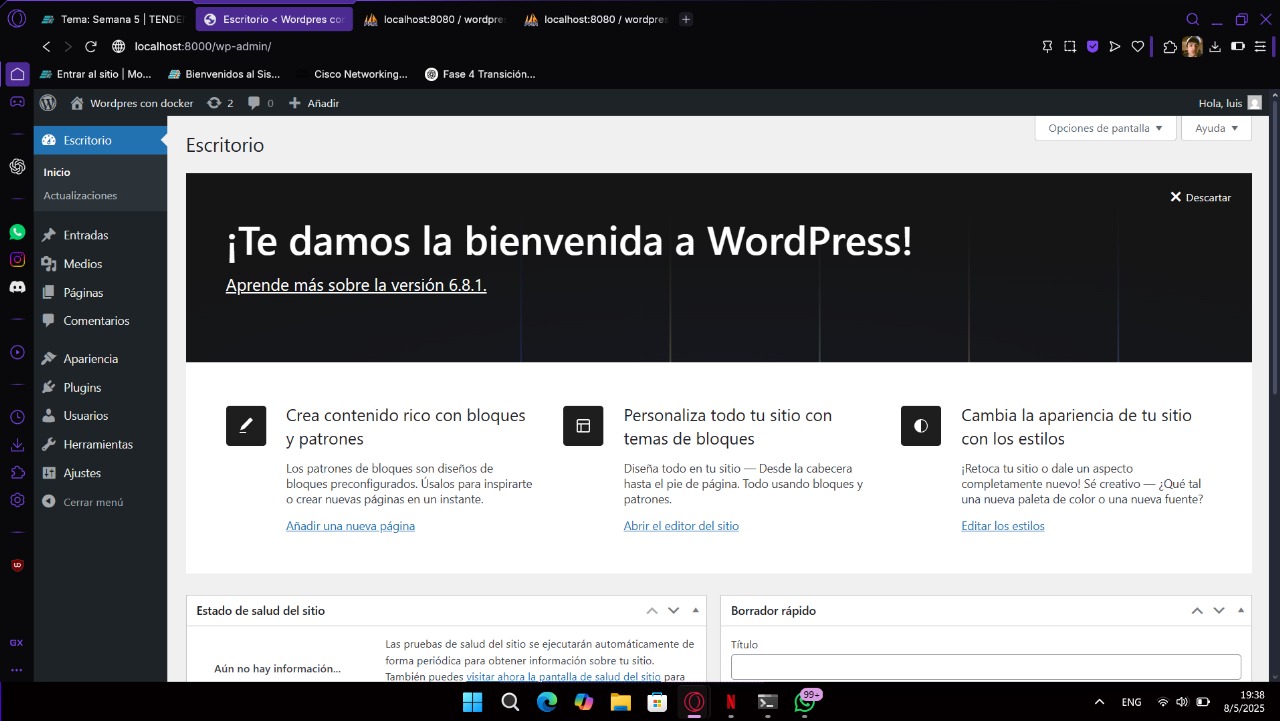 Tema: Semana 5 | TENDE
Escritorio < Wordpres co
localhost:8080 / wordpre
localhost:8080 / wordpre
localhost:8000/wp-admin/
Entrar al sitio | Mo...
Bienvenidos al Sis...
Cisco Networking...
Fase 4 Transición...
Wordpres con docker
2
0
Añadir
Hola, luis
Escritorio
Inicio
Actualizaciones
Entradas
Medios
Páginas
Comentarios
Apariencia
Plugins
Usuarios
Herramientas
Ajustes
Cerrar menú
GX
Escritorio
Opciones de pantalla
Ayuda
Descartar
¡Te damos la bienvenida a WordPress!
Aprende más sobre la versión 6.8.1.
Crea contenido rico con bloques
y patrones
Los patrones de bloques son diseños de
bloques preconfigurados. Úsalos para inspirarte
o crear nuevas páginas en un instante.
Añadir una nueva página
Personaliza todo tu sitio con
temas de bloques
Diseña todo en tu sitio — Desde la cabecera
hasta el pie de página. Todo usando bloques y
patrones.
Abrir el editor del sitio
Cambia la apariencia de tu sitio
con los estilos
¡Retoca tu sitio o dale un aspecto
completamente nuevo! Sé creativo — ¿Qué tal
una nueva paleta de color o una nueva fuente?
Editar los estilos
Estado de salud del sitio
Aún no hay información...
Las pruebas de salud del sitio se ejecutarán automáticamente de
forma periódica para obtener información sobre tu sitio.
También puedes visitar ahora la pantalla de salud del sitio para
Borrador rápido
Título
99+
ENG
19:38
8/5/2025